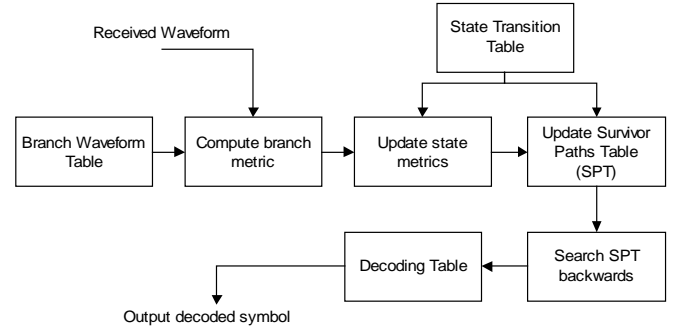 Received Waveform
State Transition
Table
Branch Waveform
Table
Compute branch
metric
Update state
metrics
Update Survivor
Paths Table
(SPT)
Decoding Table
Search SPT
backwards
Output decoded symbol